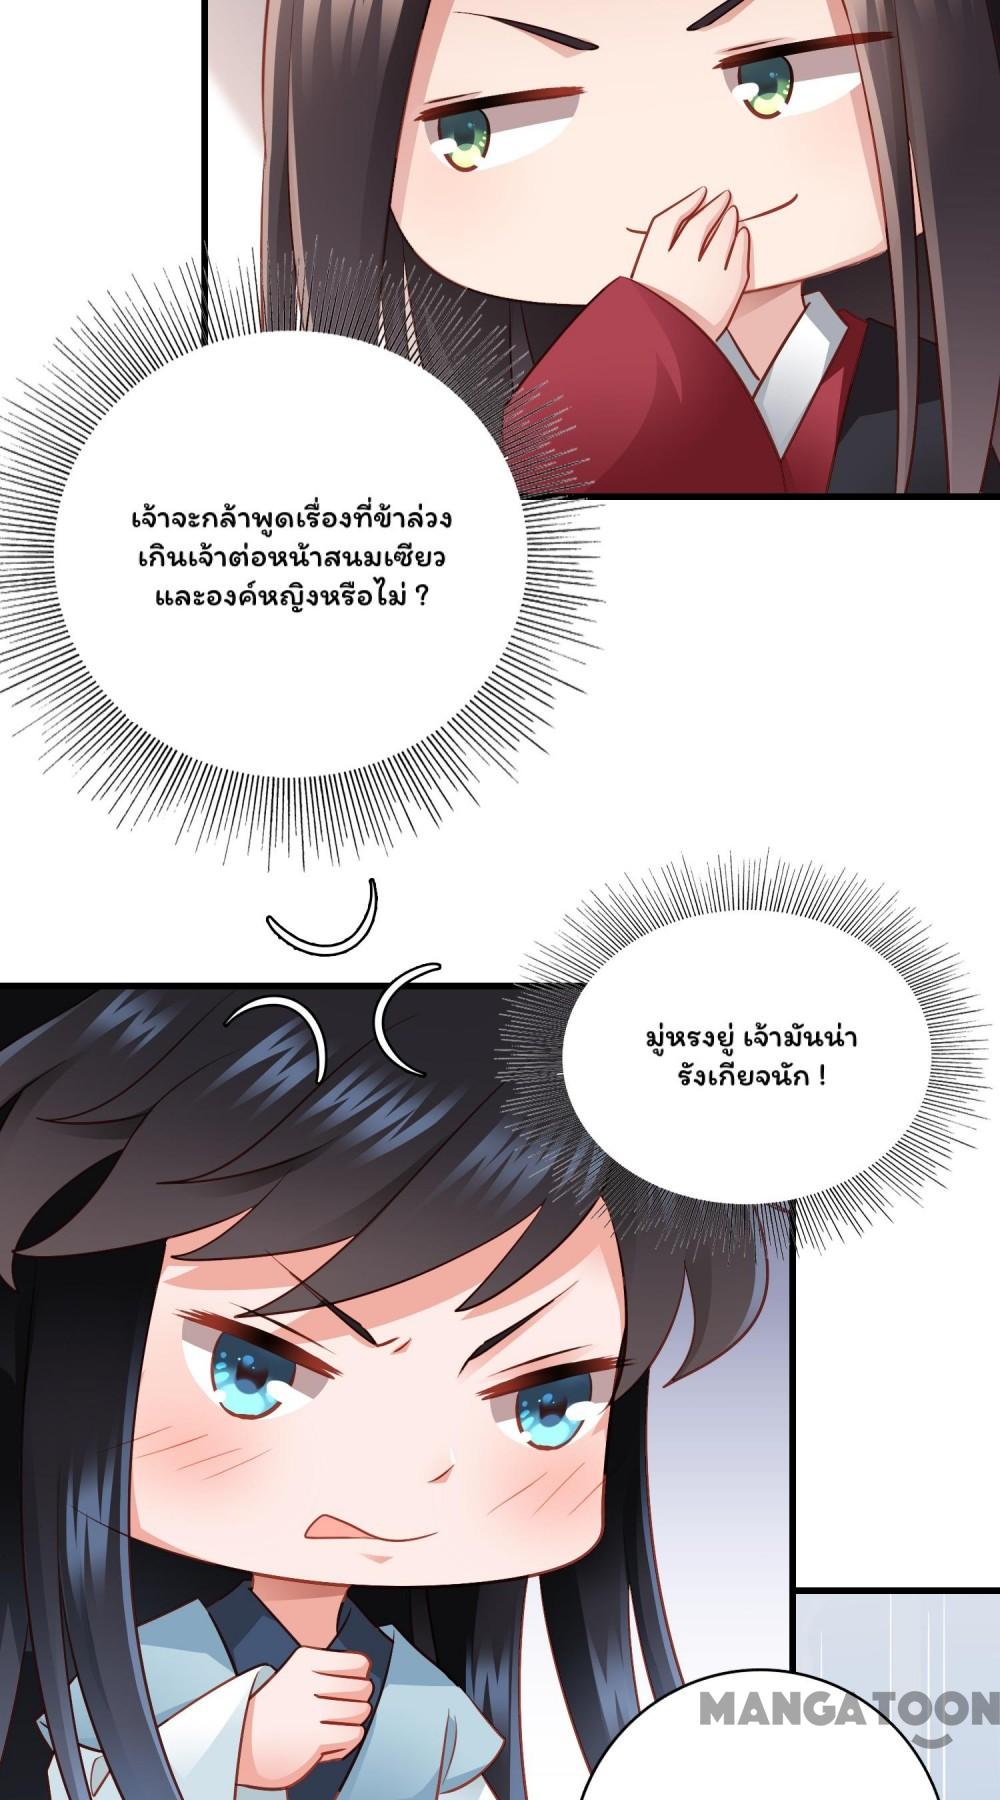 เจ้าจะกล้าพูดเรื่องที่ข้าล่วง
เกินเจ้าต่อหน้าสนมเซียว
และองค์หญิงหรือไม่ ?
มู่หรงยู่ เจ้ามันน่า
รังเกียจนัก !
MANGATOON